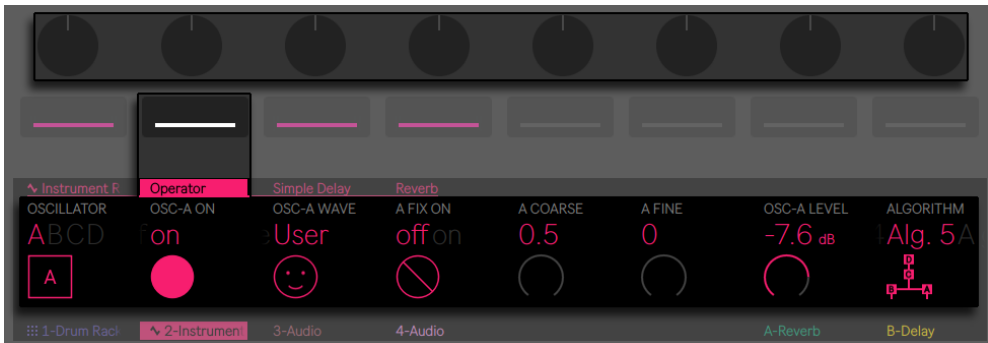 Instrument R Operator Simple Delay Reverb
OSCILLATOR OSC-A ON OSC-A WAVE A FIX ON A COARSE A FINE OSC-A LEVEL ALGORITHM
ABCD on User off on 0.5 0 -7.6 dB Alg. 5 A
A D
C
B A
1-Drum Rack 2-Instrument 3-Audio 4-Audio A-Reverb B-Delay